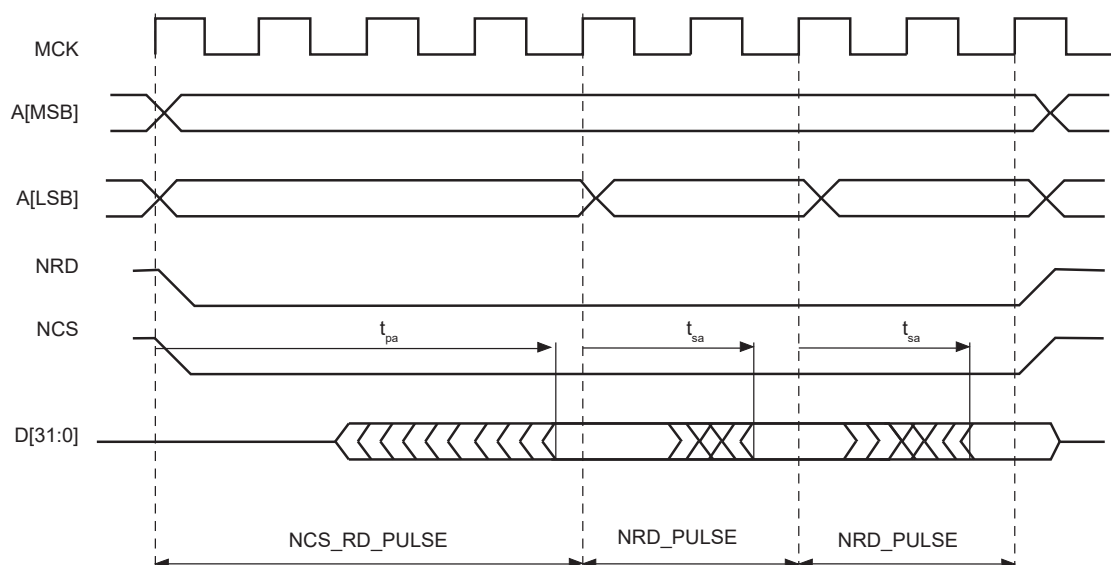 MCK
A[MSB]
A[LSB]
NRD
NCS
tpa
tsa
tsa
D[31:0]
NCS_RD_PULSE
NRD_PULSE
NRD_PULSE